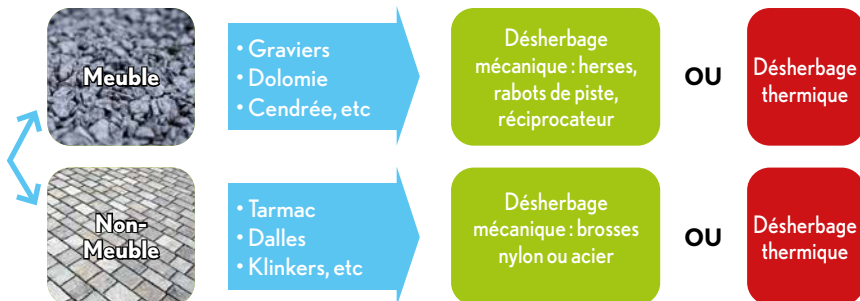 Meuble
• Graviers
• Dolomie
• Cendrée, etc
Désherbage
mécanique : herses,
rabots de piste,
réciprocateur
OU
Désherbage
thermique
Non-
Meuble
• Tarmac
• Dalles
• Klinkers, etc
Désherbage
mécanique : brosses
nylon ou acier
OU
Désherbage
thermique